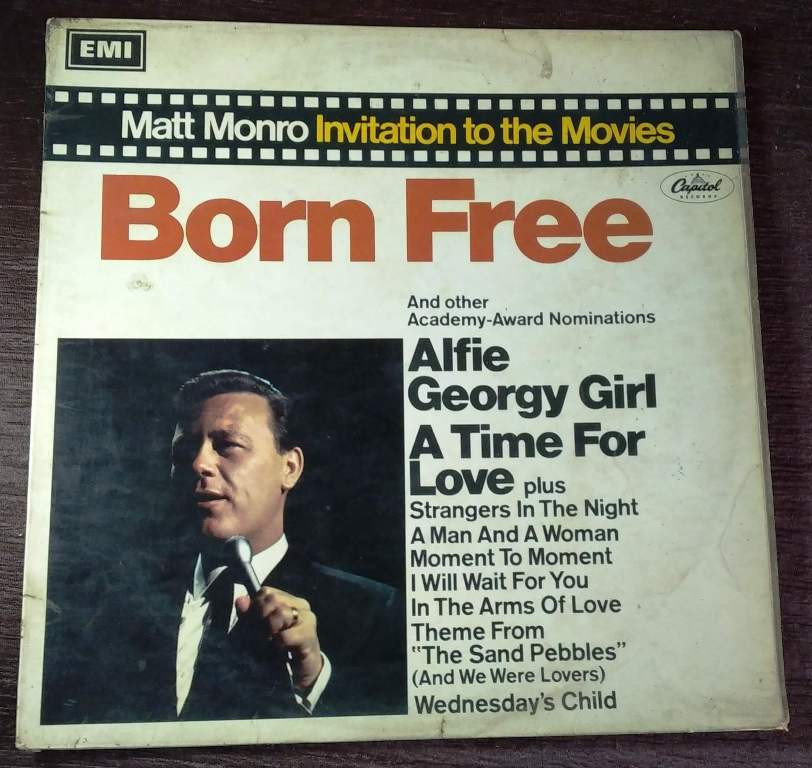 EMI
Matt Monro Invitation to the Movies
Born Free
Capitol
RECORDS
And other
Academy-Award Nominations
Alfie
Georgy Girl
A Time For
Love plus
Strangers In The Night
A Man And A Woman
Moment To Moment
I Will Wait For You
In The Arms Of Love
Theme From
"The Sand Pebbles"
(And We Were Lovers)
Wednesday's Child